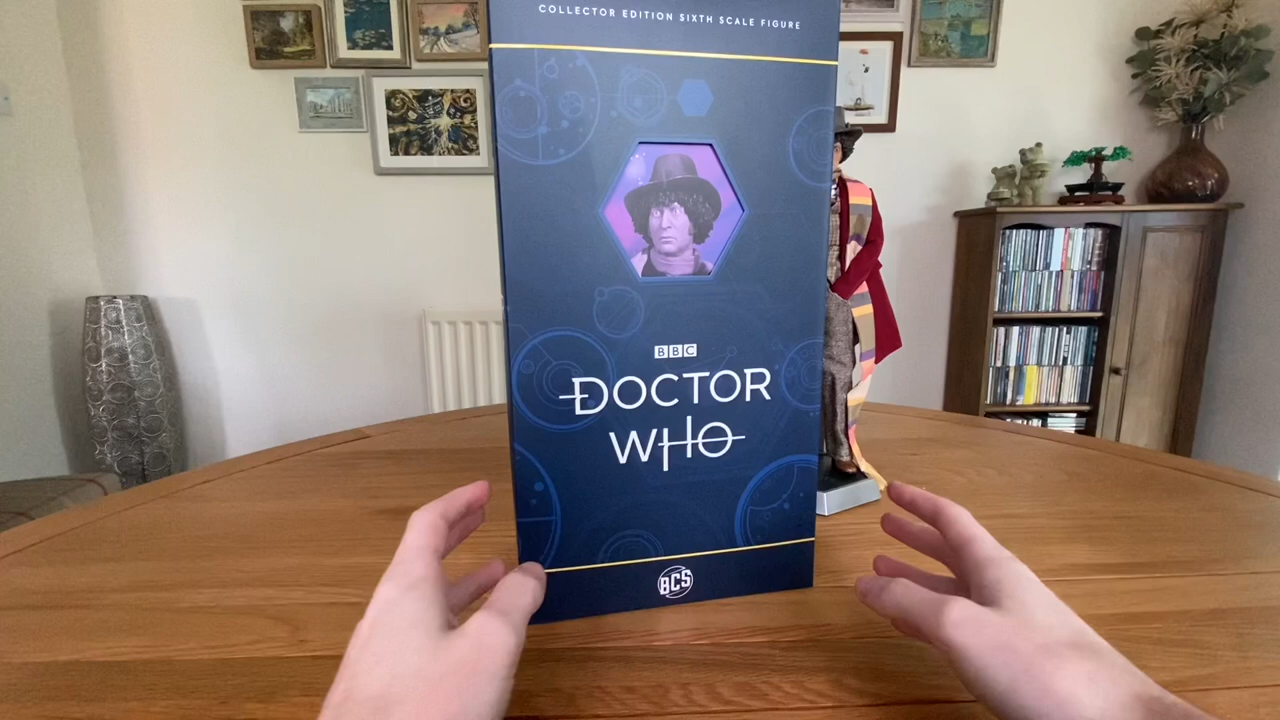 COLLECTOR EDITION SIXTH SCALE FIGURE
BBC
DOCTOR
WHO
BCS